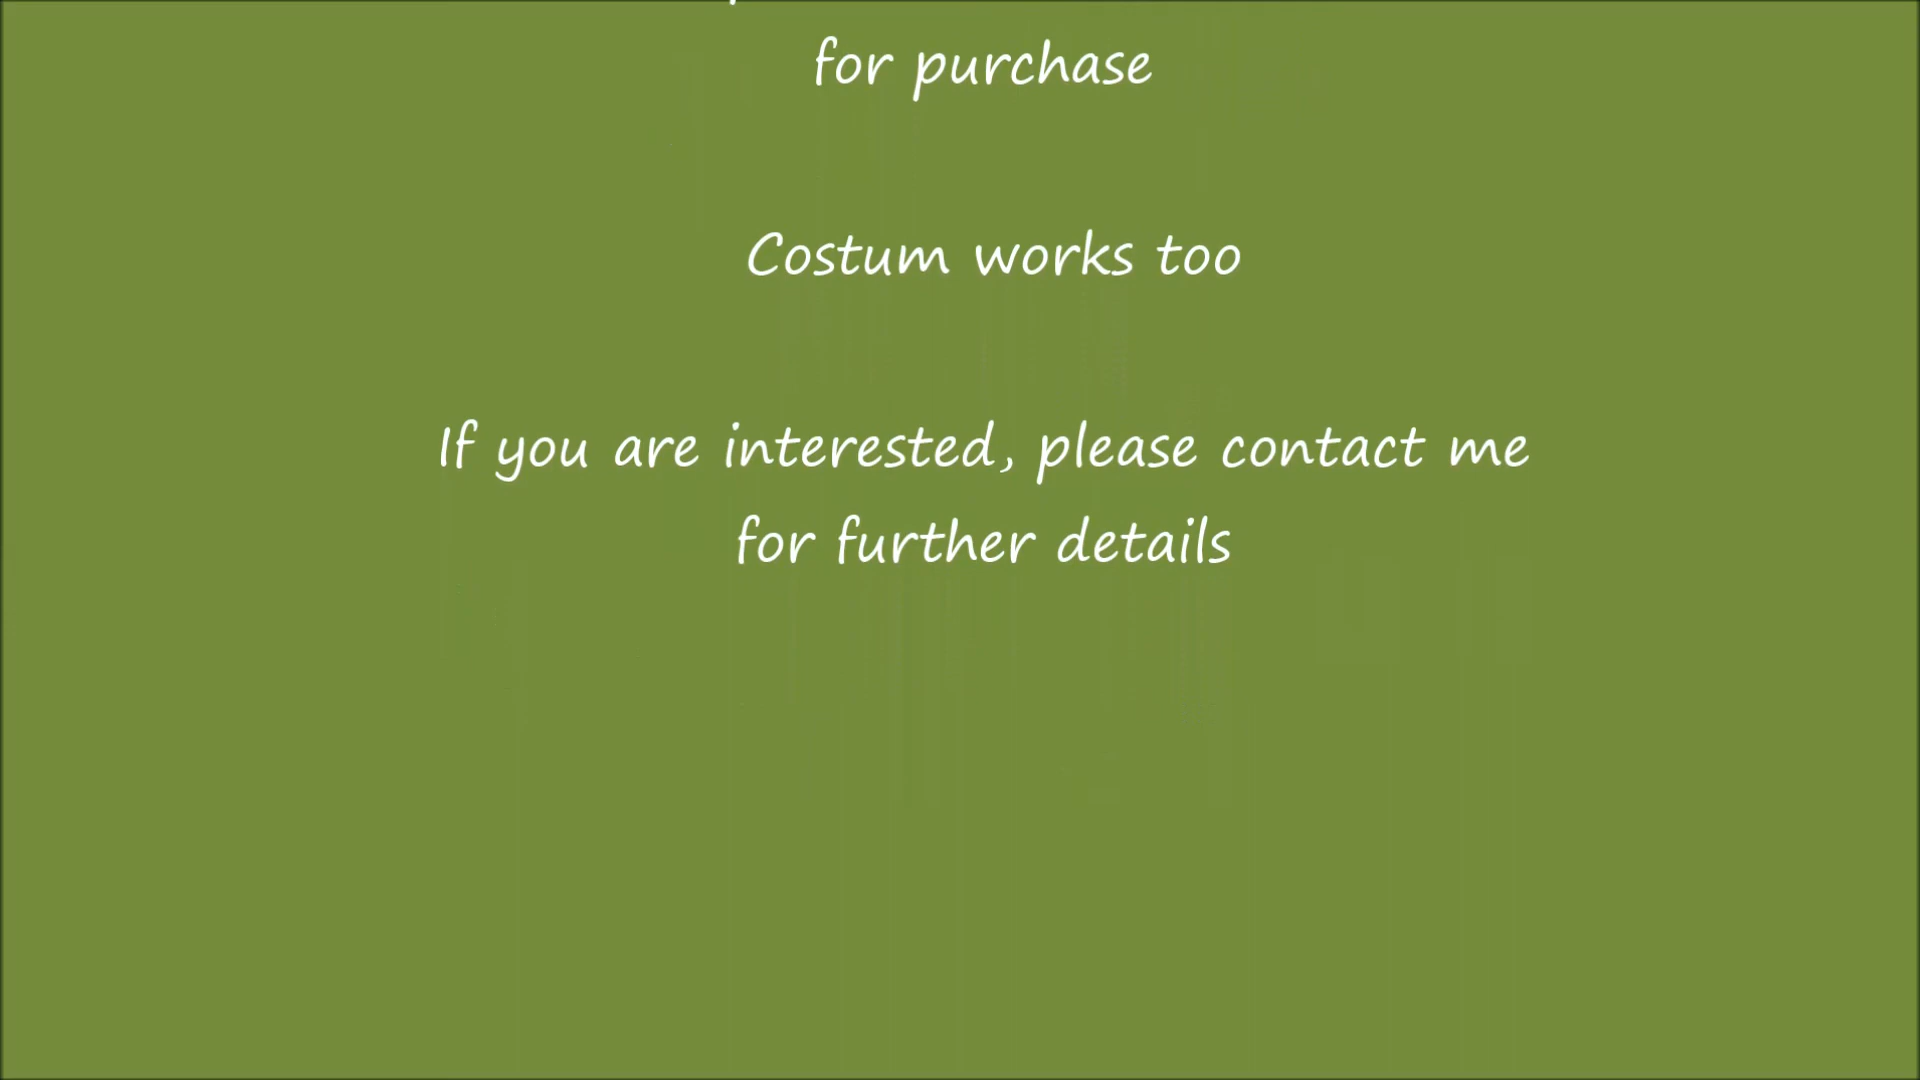 for purchase
Costum works too
If you are interested, please contact me
for further details